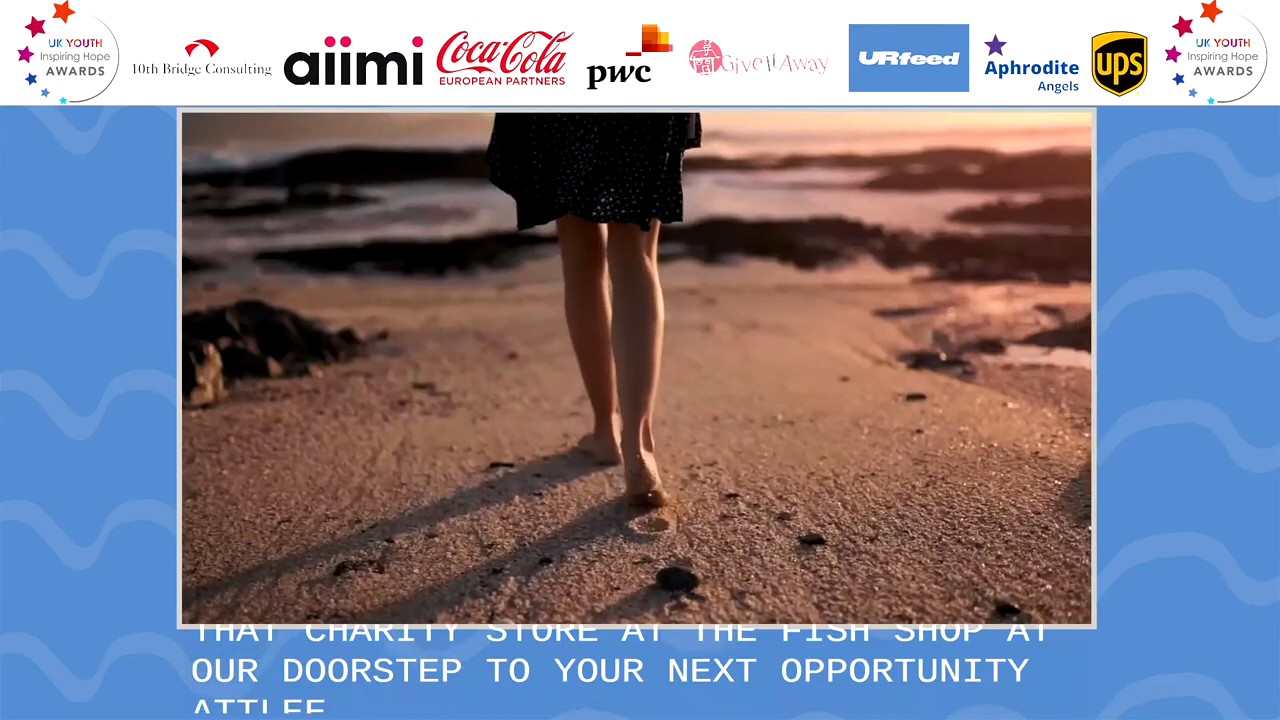 UK YOUTH
Inspiring Hope
AWARDS
10th Bridge Consulting
aiimi
Coca-Cola
EUROPEAN PARTNERS
pwc
Give It Away
URfeed
Aphrodite
Angels
ups
UK YOUTH
Inspiring Hope
AWARDS
THAT CHARITY STORE AT THE FISH SHOP AT
OUR DOORSTEP TO YOUR NEXT OPPORTUNITY